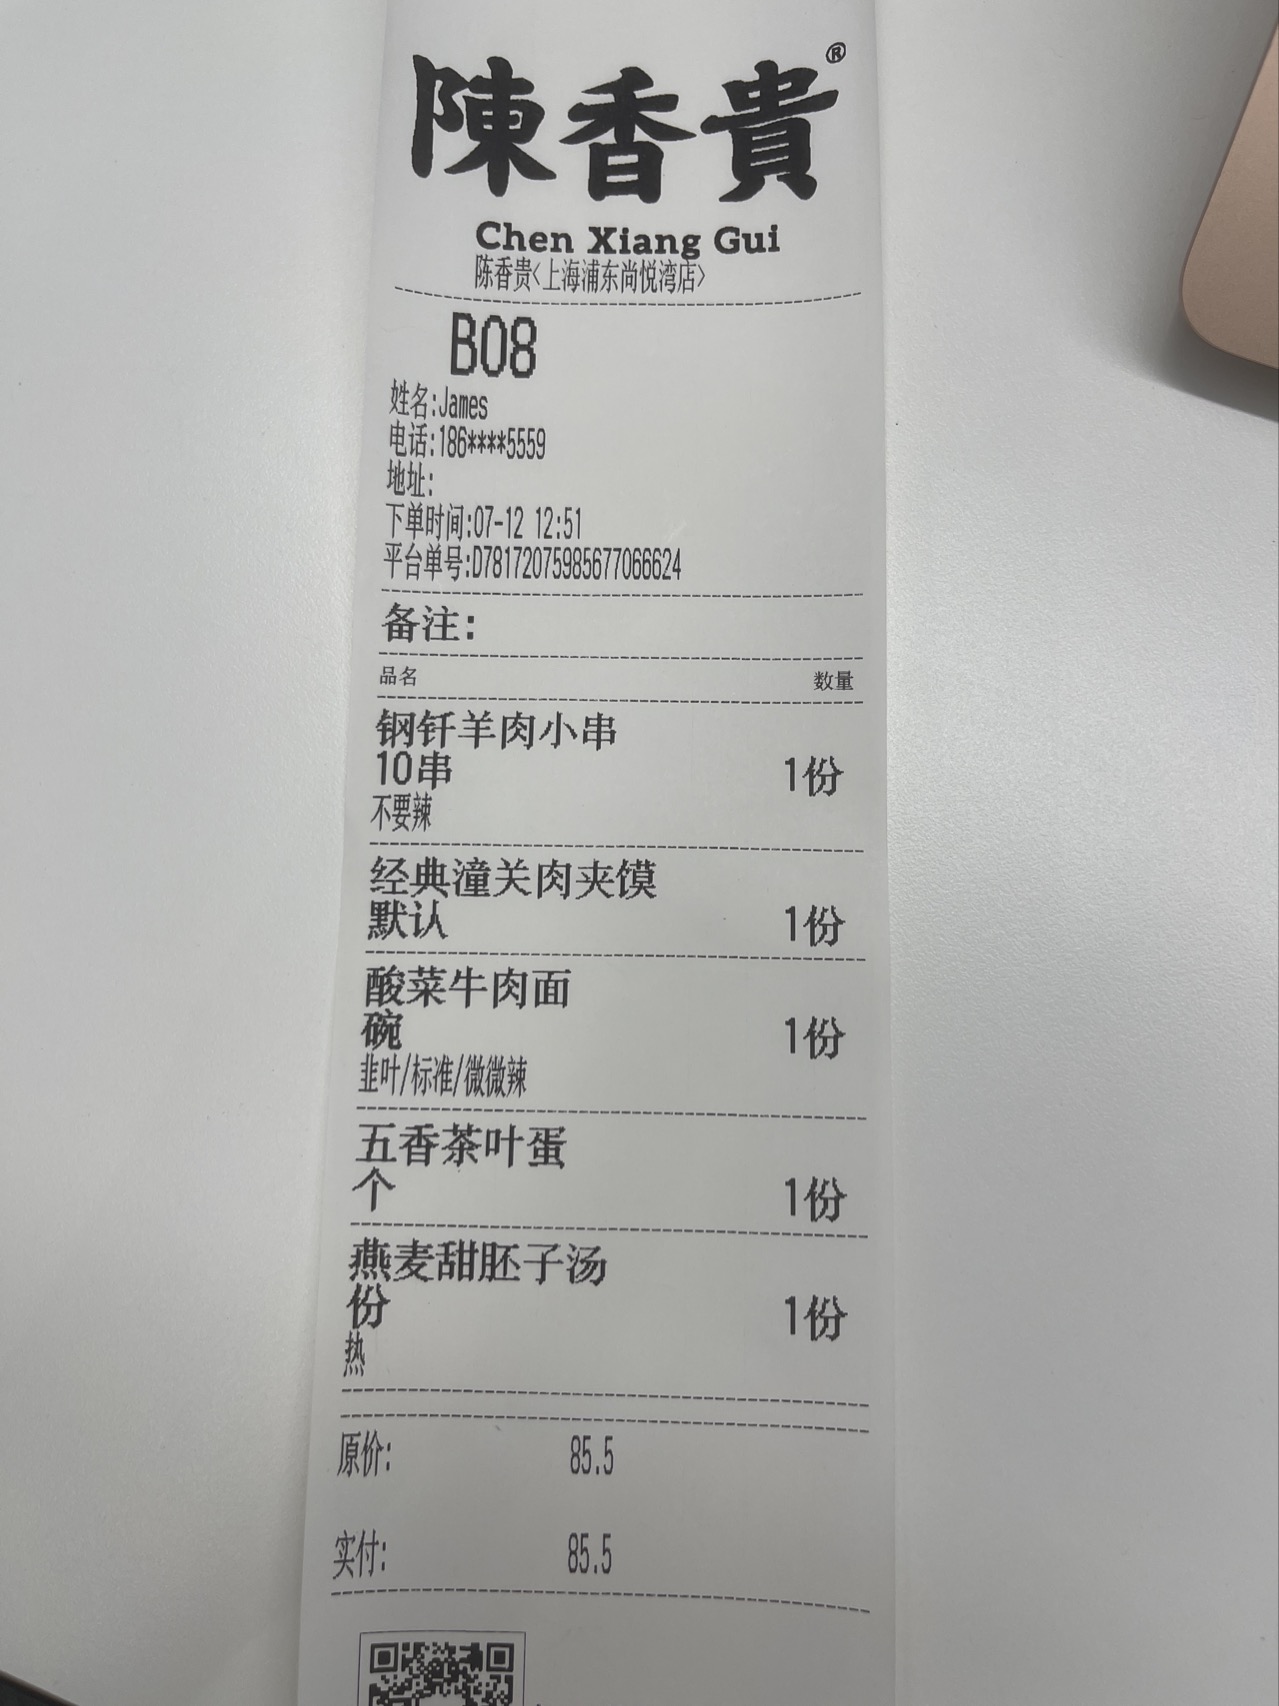 陳香貴®
Chen Xiang Gui
陈香贵<上海浦东尚悦湾店>
B08
姓名:James
电话:186****5559
地址:
下单时间:07-12 12:51
平台单号:D78172075985677066624
备注:
品名 数量
钢钎羊肉小串
10串 1份
不要辣
经典潼关肉夹馍
默认 1份
酸菜牛肉面
碗 1份
韭叶/标准/微微辣
五香茶叶蛋
个 1份
燕麦甜胚子汤
份 1份
热
原价: 85.5
实付: 85.5